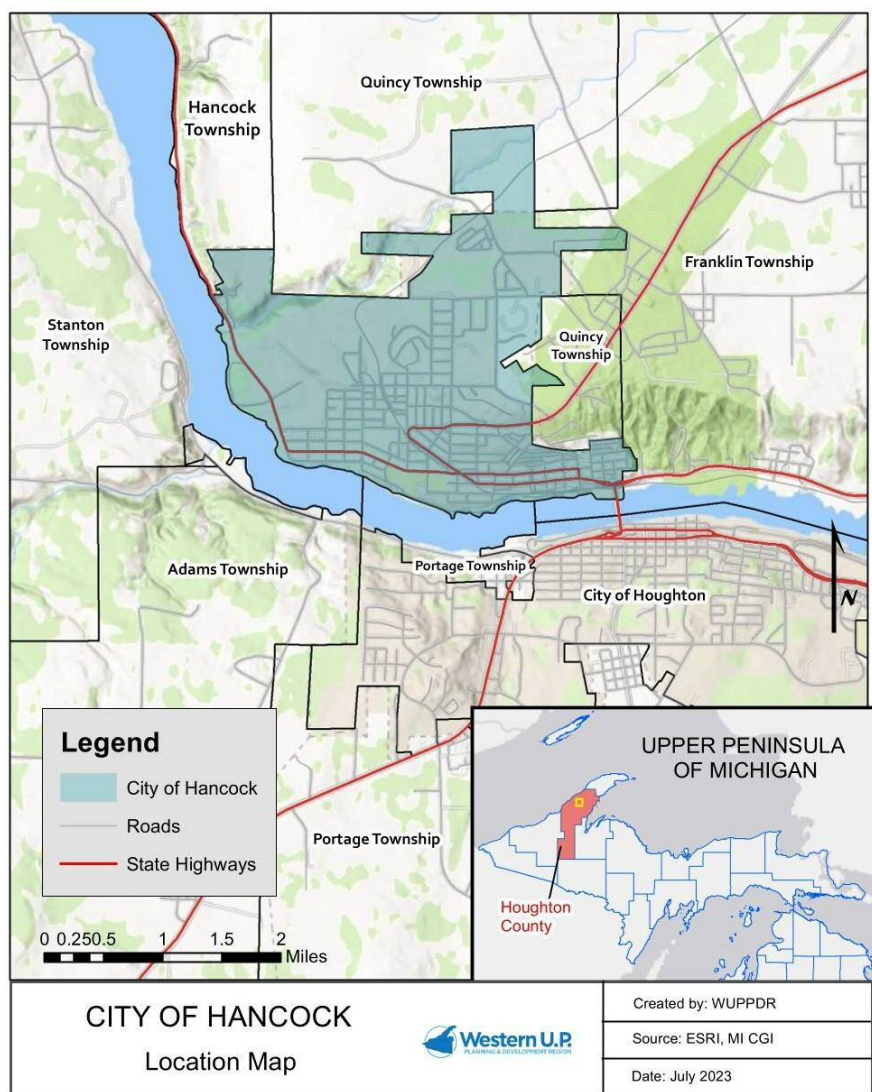 Quincy Township
Hancock
Township
Franklin Township
Stanton
Township
Quincy
Township
Adams Township
Portage Township
City of Houghton
N
Legend
City of Hancock
Roads
State Highways
Portage Township
0 0.25 0.5 1 1.5 2
Miles
UPPER PENINSULA
OF MICHIGAN
Houghton
County
CITY OF HANCOCK
Location Map
Western U.P.
PLANNING & DEVELOPMENT REGION
Created by: WUPPDR
Source: ESRI, MI CGI
Date: July 2023